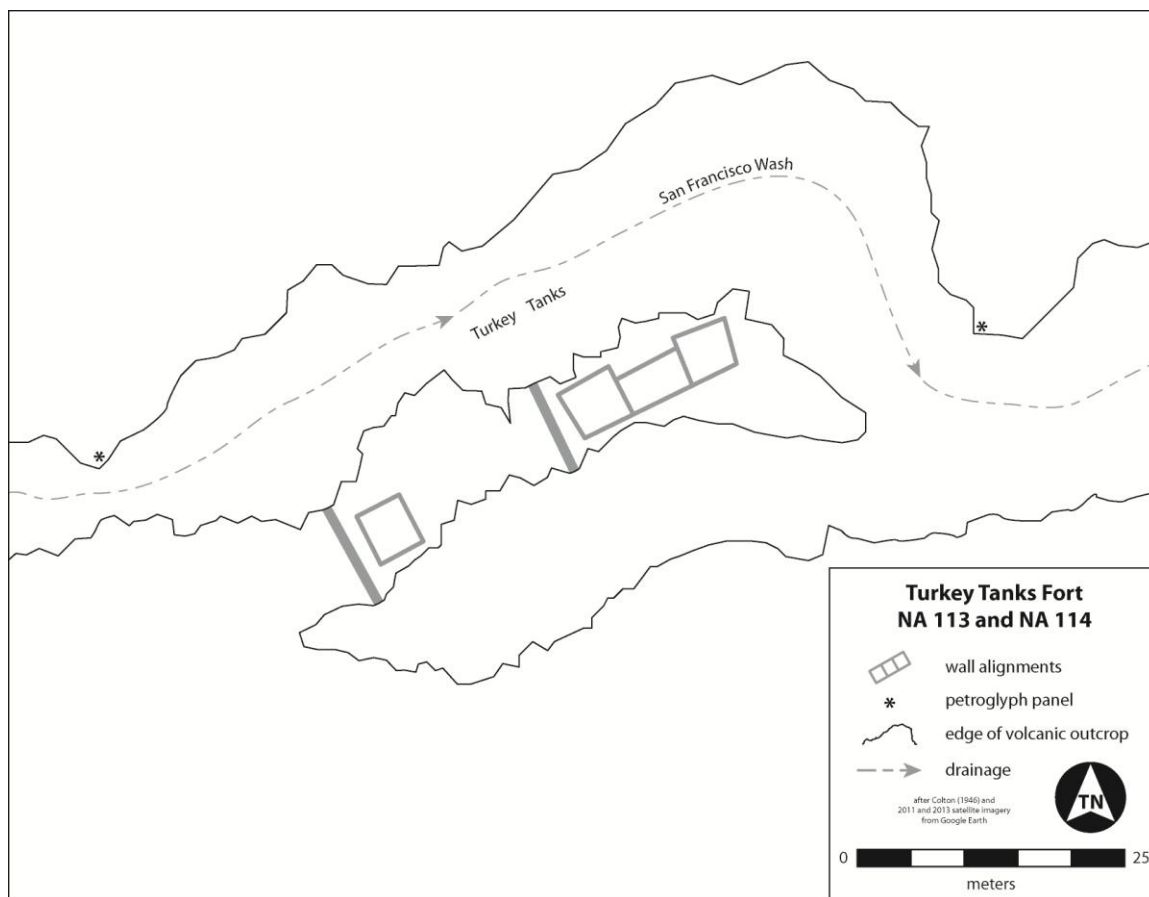 San Francisco Wash
Turkey Tanks
*
*
Turkey Tanks Fort
NA 113 and NA 114
wall alignments
* petroglyph panel
edge of volcanic outcrop
drainage
after Colton (1946) and
2011 and 2013 satellite imagery
from Google Earth
TN
0 25
meters